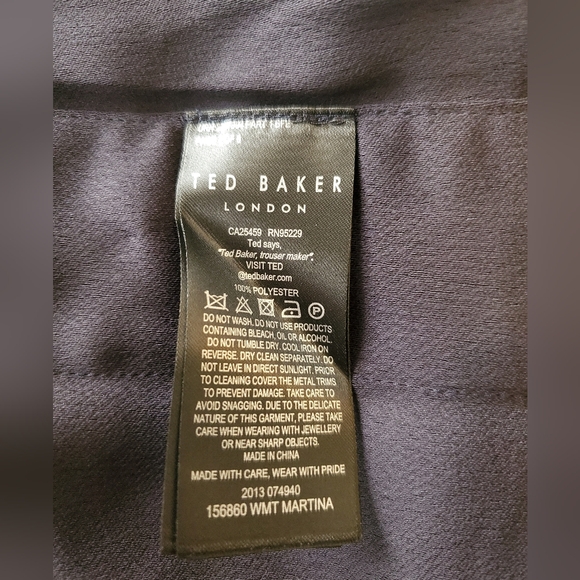 TED BAKER
LONDON
CA25459 RN95229
Ted says,
"Ted Baker, trouser maker".
VISIT TED
@tedbaker.com
100% POLYESTER
P
DO NOT WASH. DO NOT USE PRODUCTS
CONTAINING BLEACH, OIL OR ALCOHOL.
DO NOT TUMBLE DRY. COOL IRON ON
REVERSE. DRY CLEAN SEPARATELY. DO
NOT LEAVE IN DIRECT SUNLIGHT. PRIOR
TO CLEANING COVER THE METAL TRIMS
TO PREVENT DAMAGE. TAKE CARE TO
AVOID SNAGGING. DUE TO THE DELICATE
NATURE OF THIS GARMENT, PLEASE TAKE
CARE WHEN WEARING WITH JEWELLERY
OR NEAR SHARP OBJECTS.
MADE IN CHINA
MADE WITH CARE, WEAR WITH PRIDE
2013 074940
156860 WMT MARTINA